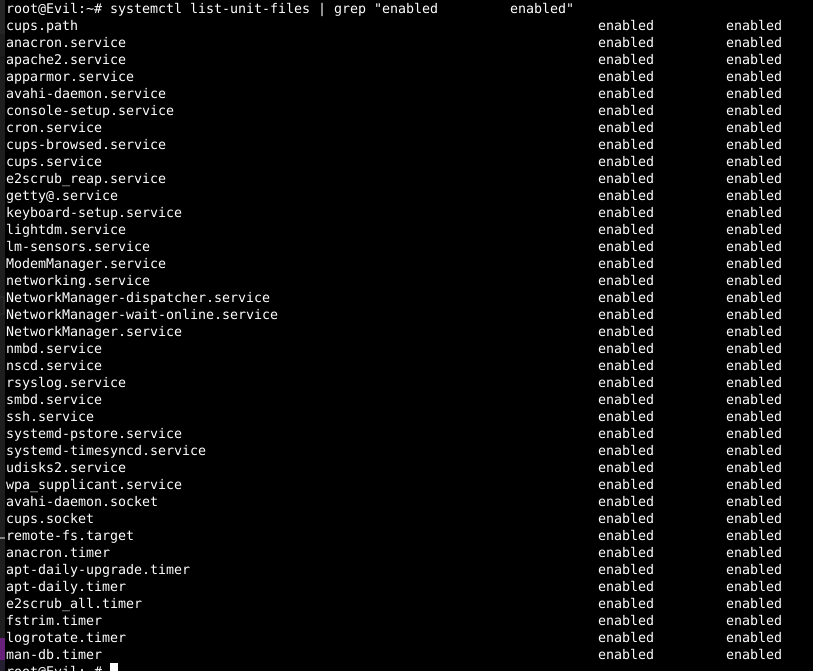 root@Evil:~# systemctl list-unit-files | grep "enabled         enabled"
cups.path enabled enabled
anacron.service enabled enabled
apache2.service enabled enabled
apparmor.service enabled enabled
avahi-daemon.service enabled enabled
console-setup.service enabled enabled
cron.service enabled enabled
cups-browsed.service enabled enabled
cups.service enabled enabled
e2scrub_reap.service enabled enabled
getty@.service enabled enabled
keyboard-setup.service enabled enabled
lightdm.service enabled enabled
lm-sensors.service enabled enabled
ModemManager.service enabled enabled
networking.service enabled enabled
NetworkManager-dispatcher.service enabled enabled
NetworkManager-wait-online.service enabled enabled
NetworkManager.service enabled enabled
nmbd.service enabled enabled
nscd.service enabled enabled
rsyslog.service enabled enabled
smbd.service enabled enabled
ssh.service enabled enabled
systemd-pstore.service enabled enabled
systemd-timesyncd.service enabled enabled
udisks2.service enabled enabled
wpa_supplicant.service enabled enabled
avahi-daemon.socket enabled enabled
cups.socket enabled enabled
remote-fs.target enabled enabled
anacron.timer enabled enabled
apt-daily-upgrade.timer enabled enabled
apt-daily.timer enabled enabled
e2scrub_all.timer enabled enabled
fstrim.timer enabled enabled
logrotate.timer enabled enabled
man-db.timer enabled enabled
root@Evil:~#